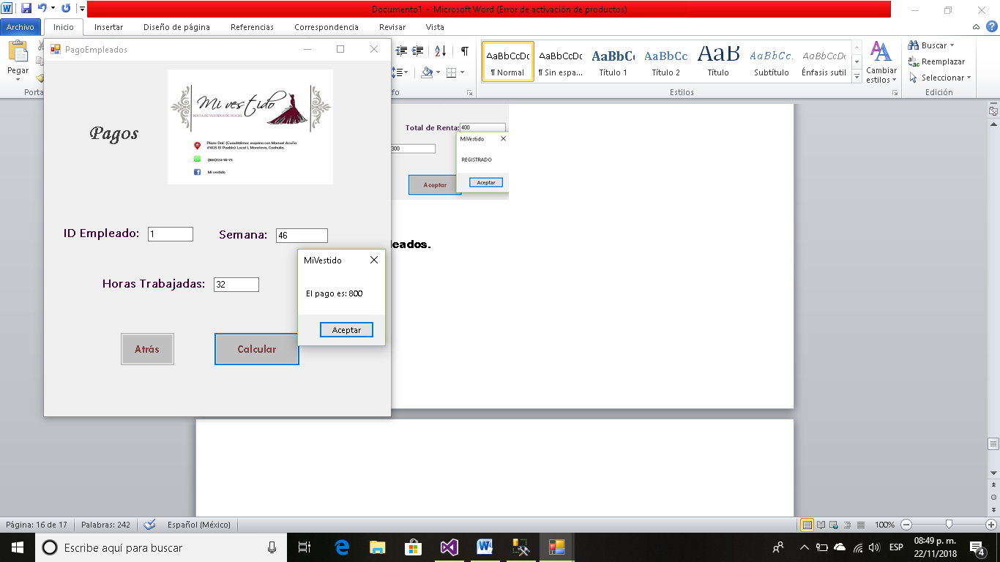 Documento1 - Microsoft Word (Error de activación de productos)
Archivo
Inicio
Insertar
Diseño de página
Referencias
Correspondencia
Revisar
Vista
Pegar
AaBbCcDc
¶ Normal
AaBbCcDc
¶ Sin espa...
AaBbC
Título 1
AaBbCc
Título 2
AaB
Título
AaBbCc.
Subtítulo
AaBbCcDc
Énfasis sutil
Cambiar
estilos
Buscar
Reemplazar
Seleccionar
Porta
fo
Estilos
Edición
PagoEmpleados
Pagos
Mi vestido
RENTA DE VESTIDOS DE NOCHE
Plaza Dalí (Cuauhtémoc esquina con Manuel Acuña
#1025 El Pueblo) Local 1, Monclova, Coahuila.
(866)124-10-73
Mi vestido
ID Empleado: 1
Semana: 46
Horas Trabajadas: 32
Atrás
Calcular
MiVestido
El pago es: 800
Aceptar
Total de Renta: 400
300
MiVestido
REGISTRADO
Aceptar
Aceptar
leados.
Página: 16 de 17
Palabras: 242
Español (México)
100%
Escribe aquí para buscar
ESP
08:49 p. m.
22/11/2018
4